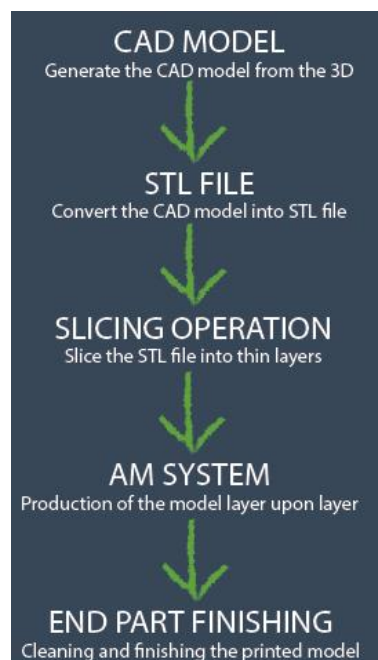 CAD MODEL
Generate the CAD model from the 3D
STL FILE
Convert the CAD model into STL file
SLICING OPERATION
Slice the STL file into thin layers
AM SYSTEM
Production of the model layer upon layer
END PART FINISHING
Cleaning and finishing the printed model